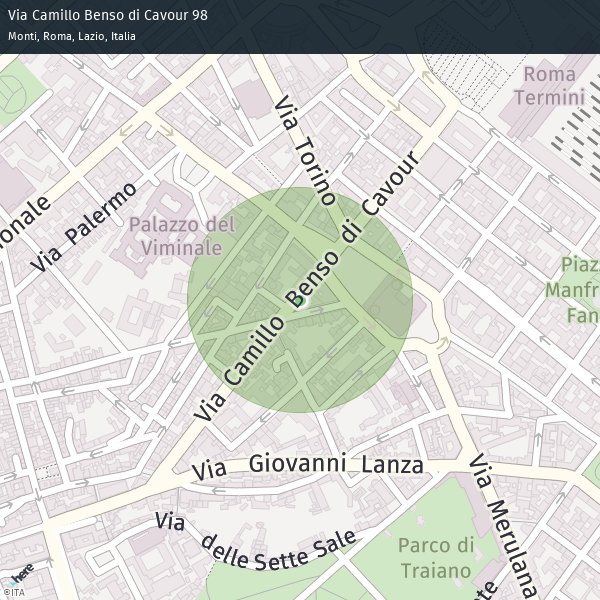 Via Camillo Benso di Cavour 98
Monti, Roma, Lazio, Italia
Roma
Termini
Via Torino
Via Palermo
Palazzo del
Viminale
ionale
Via Camillo Benso di Cavour
Piaz
Manfr
Fan
Via Giovanni Lanza
Via Merulana
Via delle Sette Sale
Parco di
Traiano
tte
here
©ITA